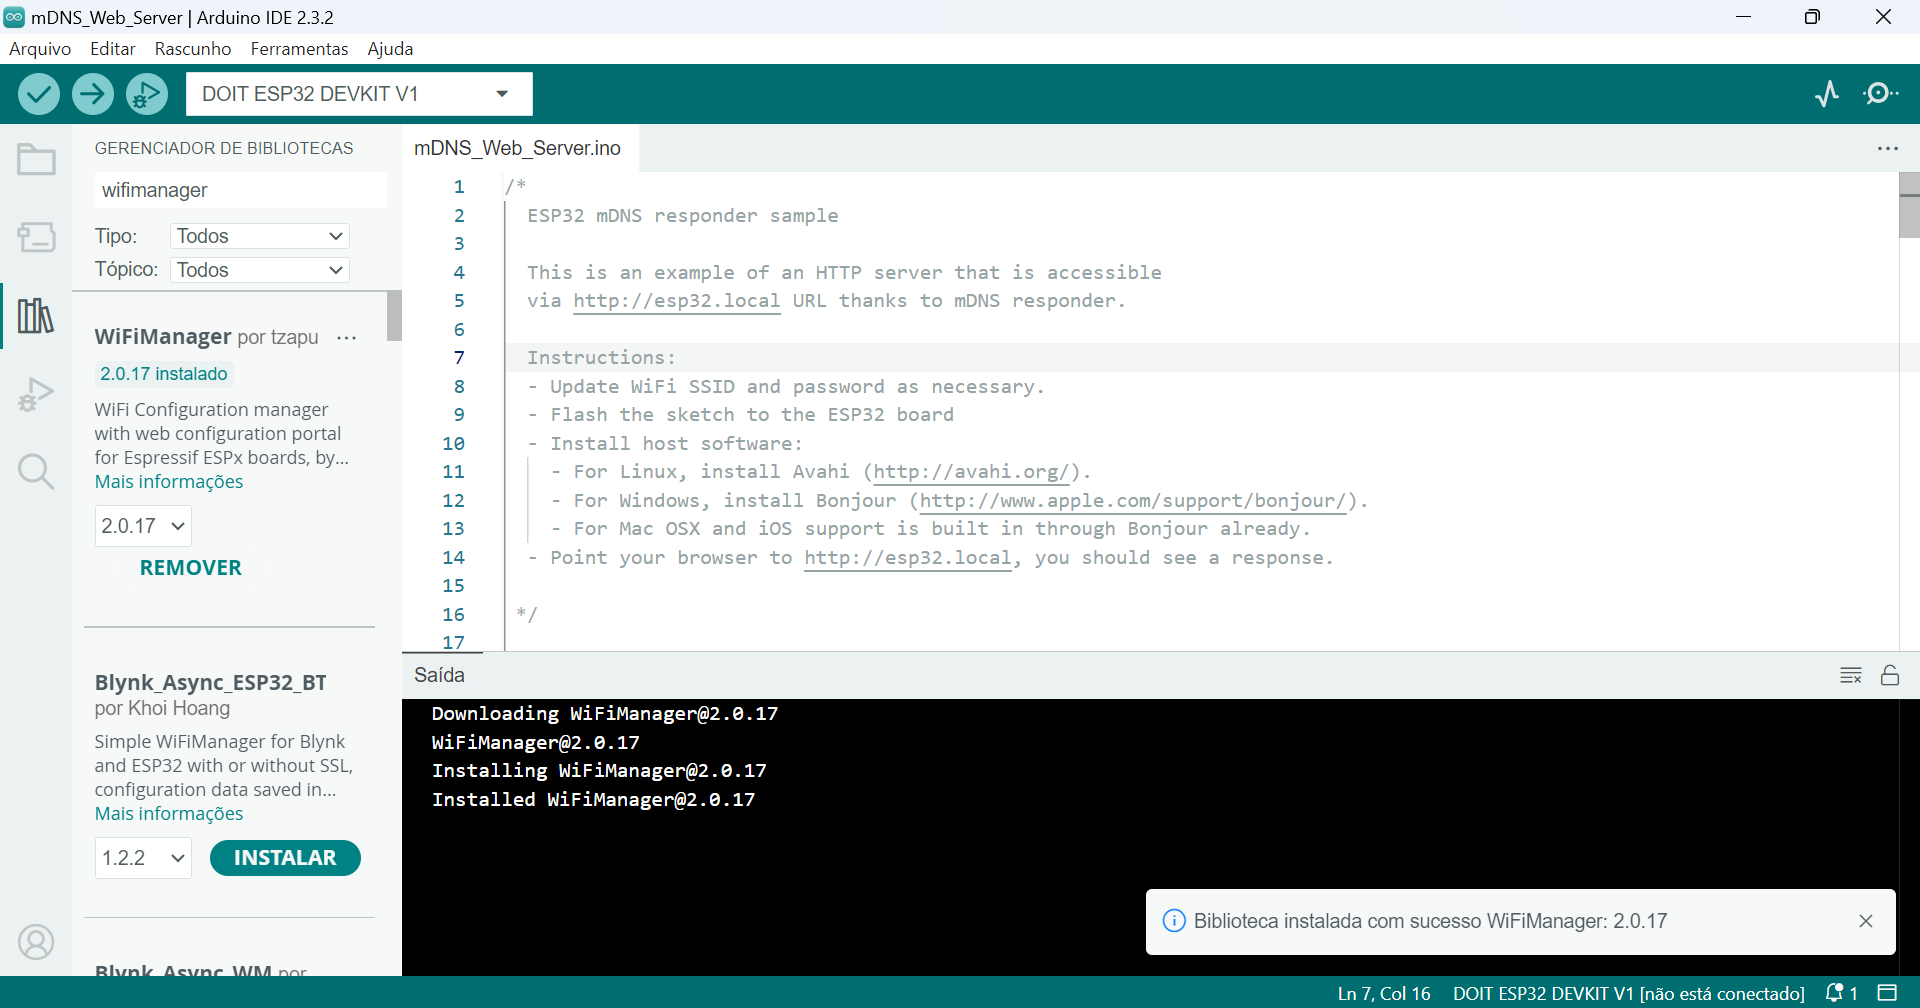 mDNS_Web_Server | Arduino IDE 2.3.2
Arquivo Editar Rascunho Ferramentas Ajuda
DOIT ESP32 DEVKIT V1
GERENCIADOR DE BIBLIOTECAS
wifimanager
Tipo: Todos
Tópico: Todos
WiFiManager por tzapu ...
2.0.17 instalado
WiFi Configuration manager
with web configuration portal
for Espressif ESPx boards, by...
Mais informações
2.0.17
REMOVER
Blynk_Async_ESP32_BT
por Khoi Hoang
Simple WiFiManager for Blynk
and ESP32 with or without SSL,
configuration data saved in...
Mais informações
1.2.2 INSTALAR
Blynk_Async_WM por
mDNS_Web_Server.ino
1 /*
2 ESP32 mDNS responder sample
3
4 This is an example of an HTTP server that is accessible
5 via http://esp32.local URL thanks to mDNS responder.
6
7 Instructions:
8 - Update WiFi SSID and password as necessary.
9 - Flash the sketch to the ESP32 board
10 - Install host software:
11 - For Linux, install Avahi (http://avahi.org/).
12 - For Windows, install Bonjour (http://www.apple.com/support/bonjour/).
13 - For Mac OSX and iOS support is built in through Bonjour already.
14 - Point your browser to http://esp32.local, you should see a response.
15
16 */
17
Saída
Downloading WiFiManager@2.0.17
WiFiManager@2.0.17
Installing WiFiManager@2.0.17
Installed WiFiManager@2.0.17
Biblioteca instalada com sucesso WiFiManager: 2.0.17
Ln 7, Col 16 DOIT ESP32 DEVKIT V1 [não está conectado] 1